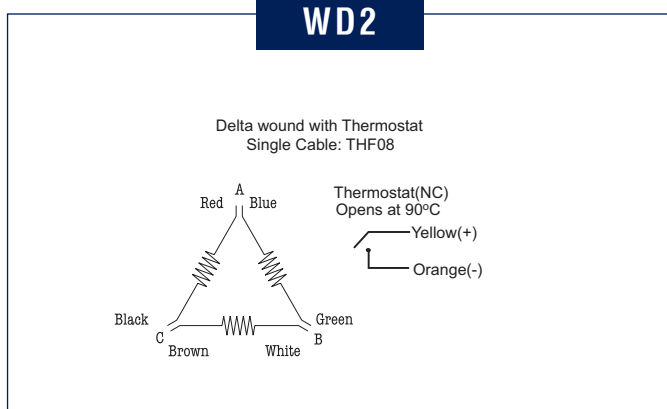 WD2
Delta wound with Thermostat
Single Cable: THF08
A
Red Blue
Thermostat(NC)
Opens at 90ºC
Yellow(+)
Orange(-)
Black Green
C B
Brown White